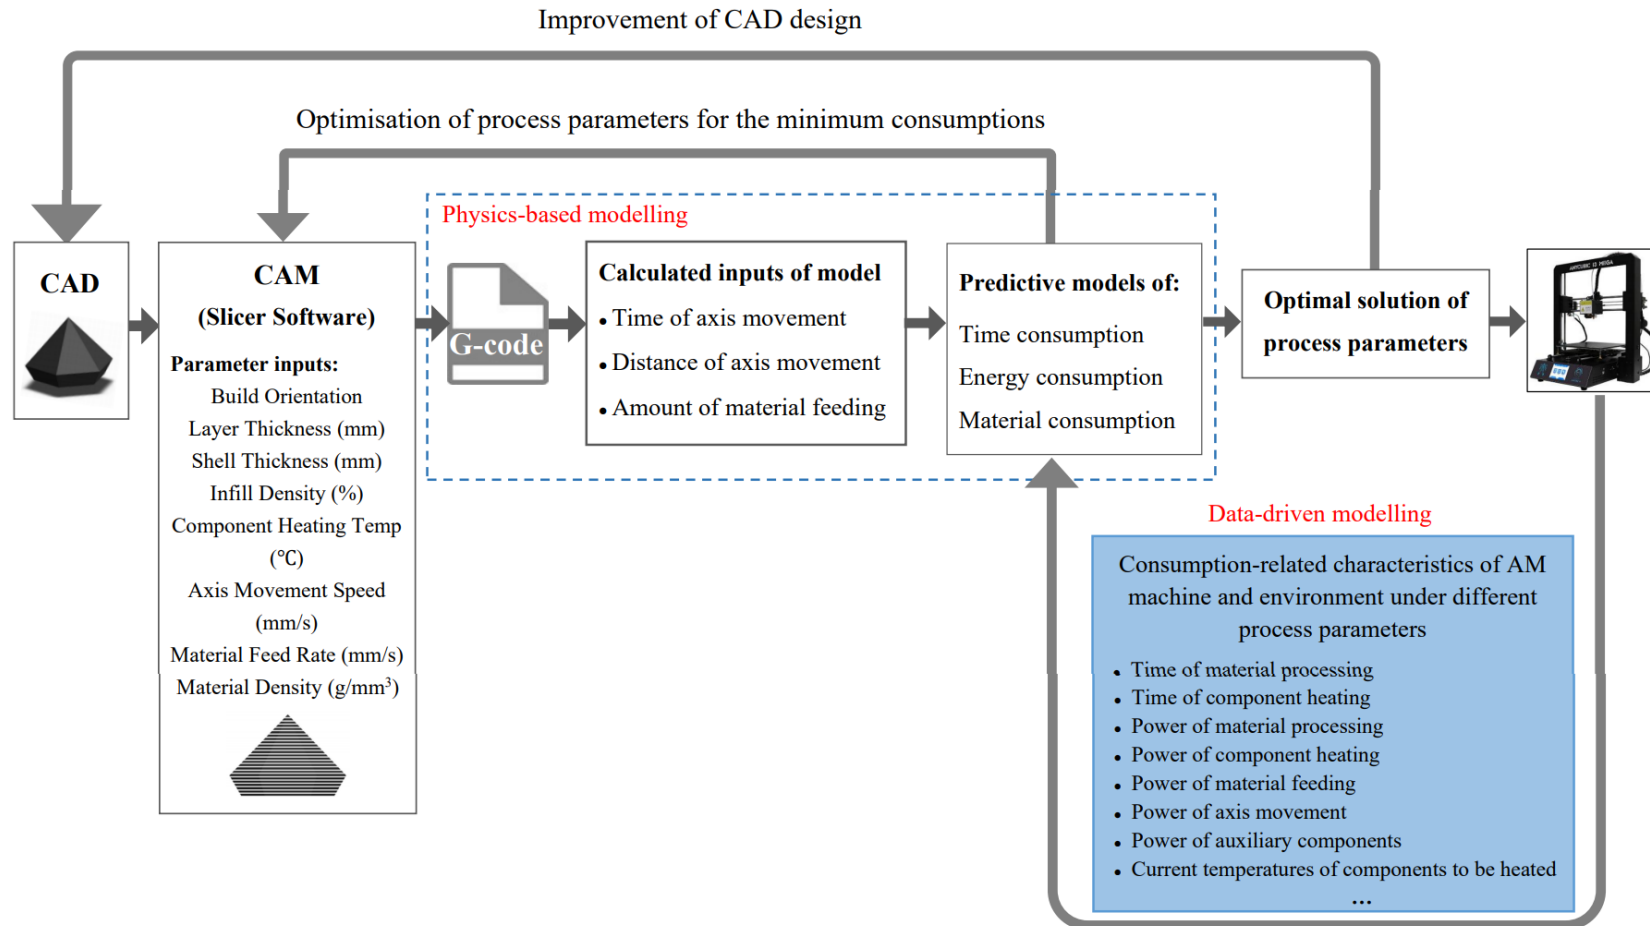 Improvement of CAD design
Optimisation of process parameters for the minimum consumptions
Physics-based modelling
CAD
CAM
(Slicer Software)
Parameter inputs:
Build Orientation
Layer Thickness (mm)
Shell Thickness (mm)
Infill Density (%)
Component Heating Temp
(℃)
Axis Movement Speed
(mm/s)
Material Feed Rate (mm/s)
Material Density (g/mm³)
G-code
Calculated inputs of model
• Time of axis movement
• Distance of axis movement
• Amount of material feeding
Predictive models of:
Time consumption
Energy consumption
Material consumption
Optimal solution of
process parameters
Data-driven modelling
Consumption-related characteristics of AM
machine and environment under different
process parameters
• Time of material processing
• Time of component heating
• Power of material processing
• Power of component heating
• Power of material feeding
• Power of axis movement
• Power of auxiliary components
• Current temperatures of components to be heated
...